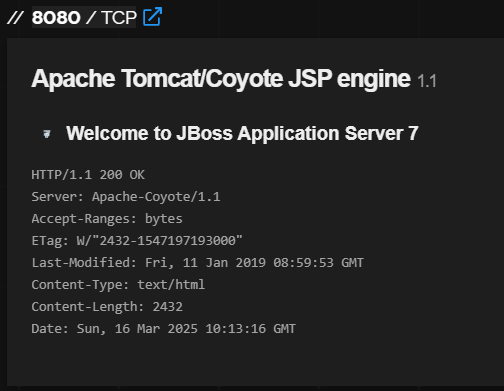 // 8080 / TCP
Apache Tomcat/Coyote JSP engine 1.1
Welcome to JBoss Application Server 7
HTTP/1.1 200 OK
Server: Apache-Coyote/1.1
Accept-Ranges: bytes
ETag: W/"2432-1547197193000"
Last-Modified: Fri, 11 Jan 2019 08:59:53 GMT
Content-Type: text/html
Content-Length: 2432
Date: Sun, 16 Mar 2025 10:13:16 GMT